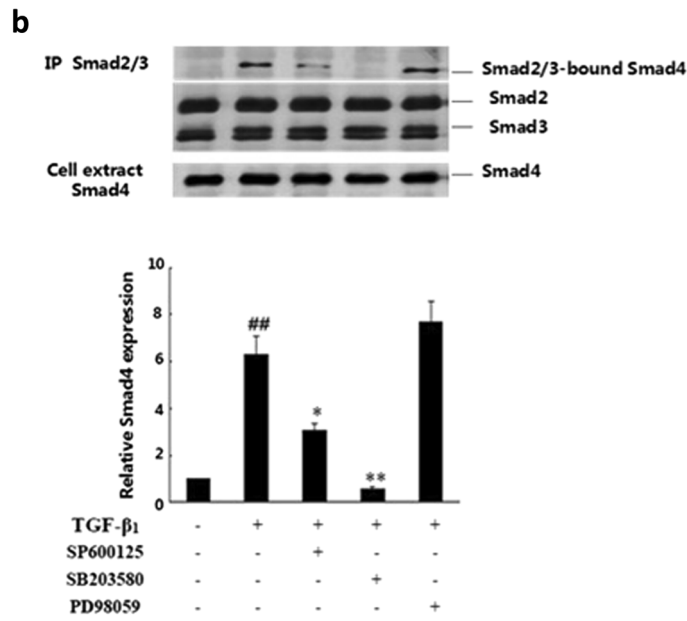 b
IP Smad2/3
Smad2/3-bound Smad4
Smad2
Smad3
Cell extract
Smad4
Smad4
Relative Smad4 expression
10
8
6
4
2
0
##
*
**
TGF-β1 - + + + +
SP600125 - - + - -
SB203580 - - - + -
PD98059 - - - - +